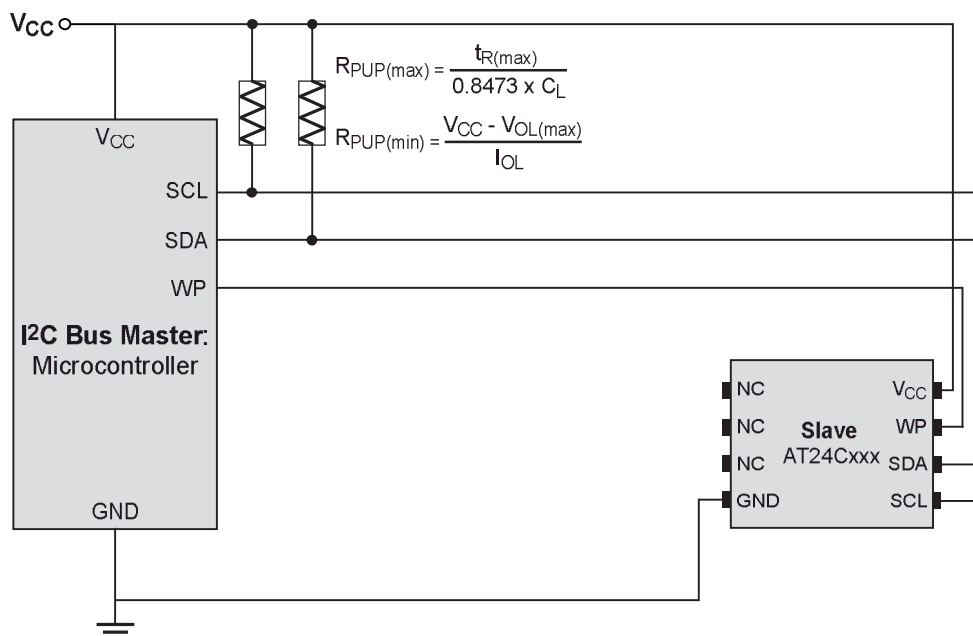 VCC
RPUP(max) = tR(max)
0.8473 x CL
RPUP(min) = VCC - VOL(max)
IOL
VCC
SCL
SDA
WP
I2C Bus Master:
Microcontroller
GND
NC
NC
NC
GND
Slave
AT24Cxxx
VCC
WP
SDA
SCL